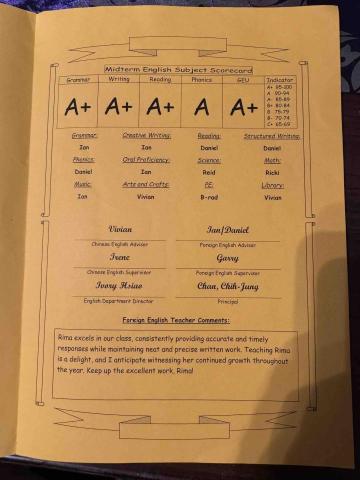 Midterm English Subject Scorecard
Grammar Writing Reading Phonics GEU Indicator
A+ A+ A+ A A+
A+ 95-100
A 90-94
A- 85-89
B+ 80-84
B 75-79
B- 70-74
C+ 65-69
Grammar: Creative Writing: Reading: Structured Writing:
Ian Ian Daniel Daniel
Phonics: Oral Proficiency: Science: Math:
Daniel Ian Reid Ricki
Music: Arts and Crafts: PE: Library:
Ian Vivian B-rad Vivian
Vivian Ian/Daniel
Chinese English Adviser Foreign English Adviser
Irene Garry
Chinese English Supervisor Foreign English Supervisor
Ivory Hsiao Chan, Chih-Jung
English Department Director Principal
Foreign English Teacher Comments:
Rima excels in our class, consistently providing accurate and timely
responses while maintaining neat and precise written work. Teaching Rima
is a delight, and I anticipate witnessing her continued growth throughout
the year. Keep up the excellent work, Rima!